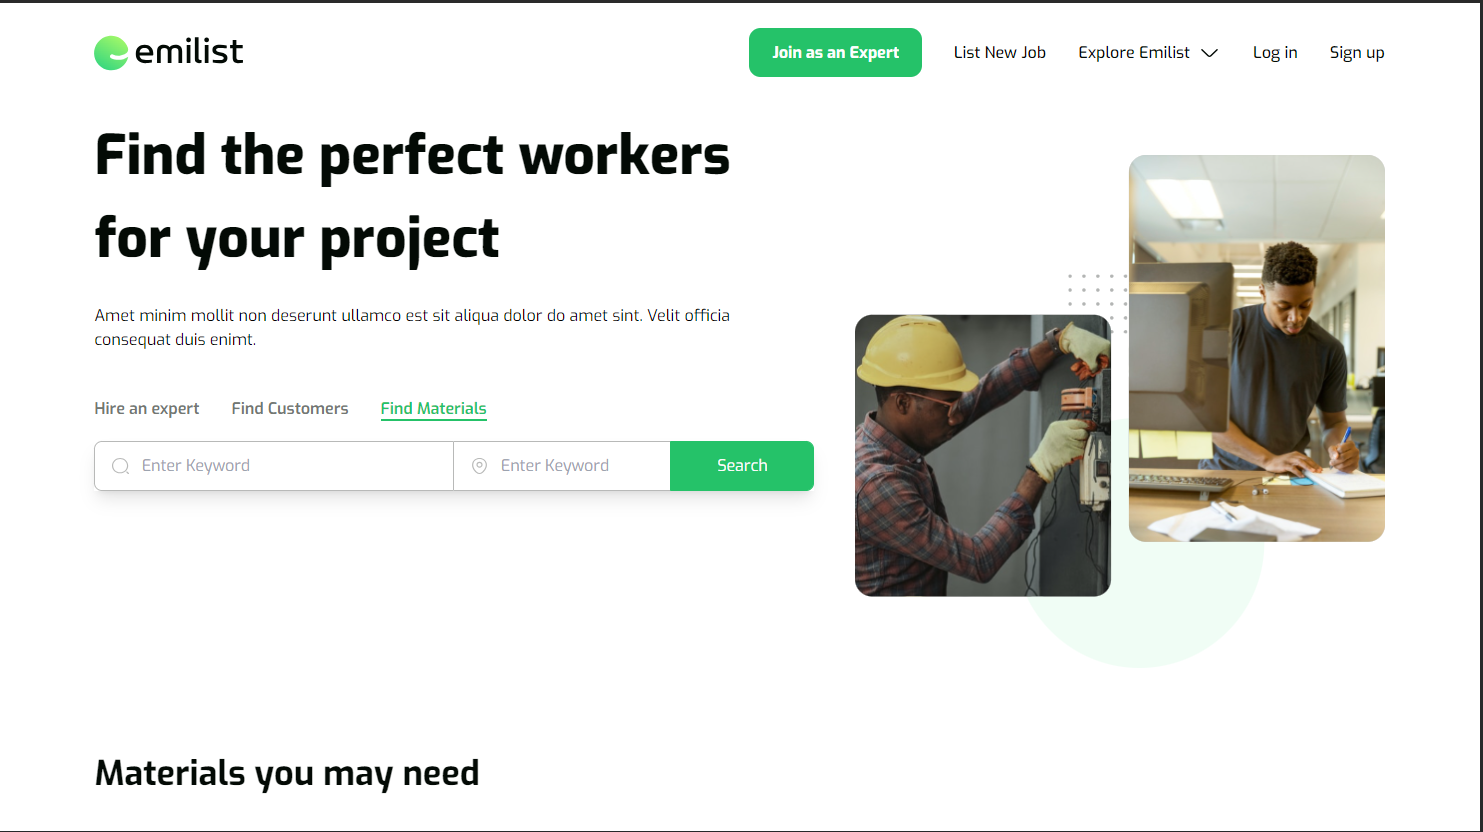 emilist
Join as an Expert
List New Job
Explore Emilist
Log in
Sign up
Find the perfect workers
for your project
Amet minim mollit non deserunt ullamco est sit aliqua dolor do amet sint. Velit officia
consequat duis enimt.
Hire an expert
Find Customers
Find Materials
Enter Keyword
Enter Keyword
Search
Materials you may need